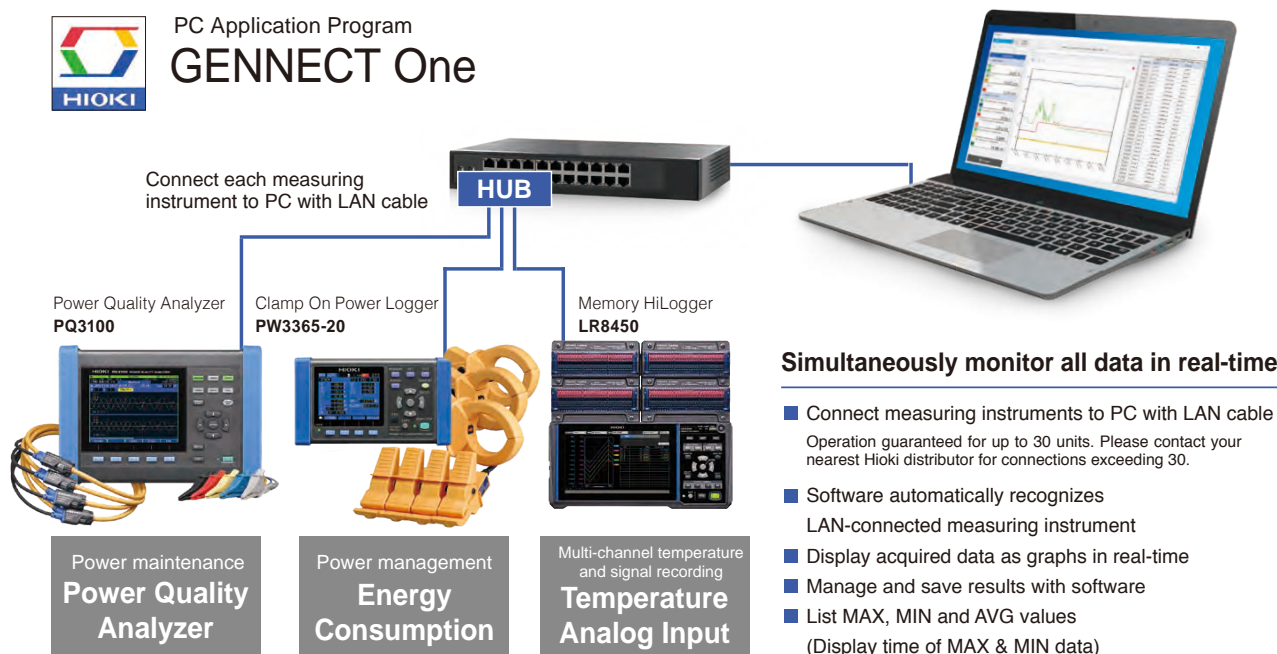 HIOKI
PC Application Program
GENNECT One
Connect each measuring
instrument to PC with LAN cable
HUB
Power Quality Analyzer
PQ3100
Clamp On Power Logger
PW3365-20
Memory HiLogger
LR8450
HIOKI
HIOKI
HIOKI
Power maintenance
Power Quality
Analyzer
Power management
Energy
Consumption
Multi-channel temperature
and signal recording
Temperature
Analog Input
Simultaneously monitor all data in real-time
Connect measuring instruments to PC with LAN cable
Operation guaranteed for up to 30 units. Please contact your
nearest Hioki distributor for connections exceeding 30.
Software automatically recognizes
LAN-connected measuring instrument
Display acquired data as graphs in real-time
Manage and save results with software
List MAX, MIN and AVG values
(Display time of MAX & MIN data)